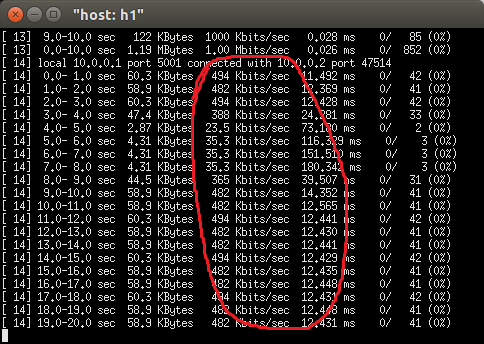 "host: h1"
[ 13] 9.0-10.0 sec 122 KBytes 1000 Kbits/sec 0.028 ms 0/ 85 (0%)
[ 13] 0.0-10.0 sec 1.19 MBytes 1.00 Mbits/sec 0.026 ms 0/ 852 (0%)
[ 14] local 10.0.0.1 port 5001 connected with 10.0.0.2 port 47514
[ 14] 0.0- 1.0 sec 60.3 KBytes 494 Kbits/sec 11.492 ms 0/ 42 (0%)
[ 14] 1.0- 2.0 sec 58.9 KBytes 482 Kbits/sec 12.369 ms 0/ 41 (0%)
[ 14] 2.0- 3.0 sec 60.3 KBytes 494 Kbits/sec 12.428 ms 0/ 42 (0%)
[ 14] 3.0- 4.0 sec 47.4 KBytes 388 Kbits/sec ms 0/ 33 (0%)
[ 14] 4.0- 5.0 sec 2.87 KBytes 23.5 Kbits/sec ms 0/ 2 (0%)
[ 14] 5.0- 6.0 sec 4.31 KBytes 35.3 Kbits/sec ms 0/ 3 (0%)
[ 14] 6.0- 7.0 sec 4.31 KBytes 35.3 Kbits/sec ms 0/ 3 (0%)
[ 14] 7.0- 8.0 sec 4.31 KBytes 35.3 Kbits/sec ms 0/ 3 (0%)
[ 14] 8.0- 9.0 sec 44.5 KBytes 365 Kbits/sec 39.507 ms 0/ 31 (0%)
[ 14] 9.0-10.0 sec 58.9 KBytes 482 Kbits/sec 14.352 ms 0/ 41 (0%)
[ 14] 10.0-11.0 sec 58.9 KBytes 482 Kbits/sec 12.565 ms 0/ 41 (0%)
[ 14] 11.0-12.0 sec 60.3 KBytes 494 Kbits/sec 12.441 ms 0/ 42 (0%)
[ 14] 12.0-13.0 sec 58.9 KBytes 482 Kbits/sec 12.430 ms 0/ 41 (0%)
[ 14] 13.0-14.0 sec 58.9 KBytes 482 Kbits/sec 12.441 ms 0/ 41 (0%)
[ 14] 14.0-15.0 sec 60.3 KBytes 494 Kbits/sec 12.429 ms 0/ 42 (0%)
[ 14] 15.0-16.0 sec 58.9 KBytes 482 Kbits/sec 12.435 ms 0/ 41 (0%)
[ 14] 16.0-17.0 sec 58.9 KBytes 482 Kbits/sec 12.448 ms 0/ 41 (0%)
[ 14] 17.0-18.0 sec 60.3 KBytes 494 Kbits/sec ms 0/ 42 (0%)
[ 14] 18.0-19.0 sec 58.9 KBytes 482 Kbits/sec ms 0/ 41 (0%)
[ 14] 19.0-20.0 sec 58.9 KBytes 482 Kbits/sec 12.431 ms 0/ 41 (0%)